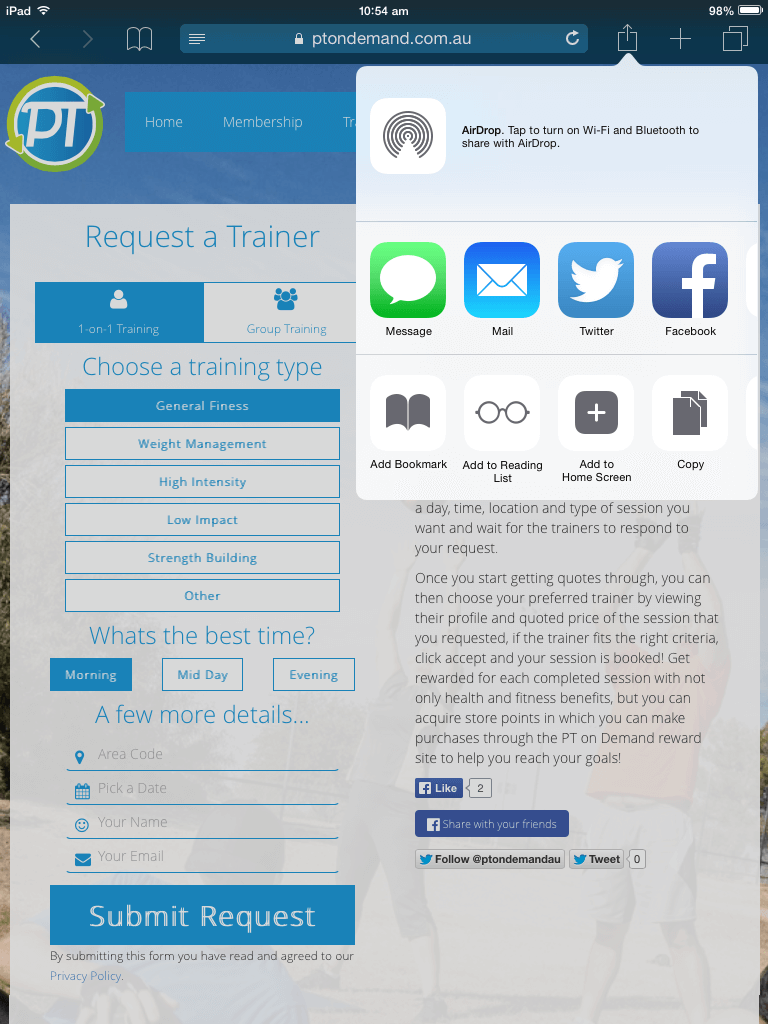 iPad
10:54 am
98%
ptondemand.com.au
PT
Home
Membership
Tr
AirDrop. Tap to turn on Wi-Fi and Bluetooth to
share with AirDrop.
Message
Mail
Twitter
Facebook
Add Bookmark
Add to Reading
List
Add to
Home Screen
Copy
Request a Trainer
1-on-1 Training
Group Training
Choose a training type
General Finess
Weight Management
High Intensity
Low Impact
Strength Building
Other
Whats the best time?
Morning
Mid Day
Evening
A few more details...
Area Code
Pick a Date
Your Name
Your Email
Submit Request
By submitting this form you have read and agreed to our
Privacy Policy.
a day, time, location and type of session you
want and wait for the trainers to respond to
your request.
Once you start getting quotes through, you can
then choose your preferred trainer by viewing
their profile and quoted price of the session that
you requested, if the trainer fits the right criteria,
click accept and your session is booked! Get
rewarded for each completed session with not
only health and fitness benefits, but you can
acquire store points in which you can make
purchases through the PT on Demand reward
site to help you reach your goals!
Like
2
Share with your friends
Follow @ptondemandau
Tweet
0